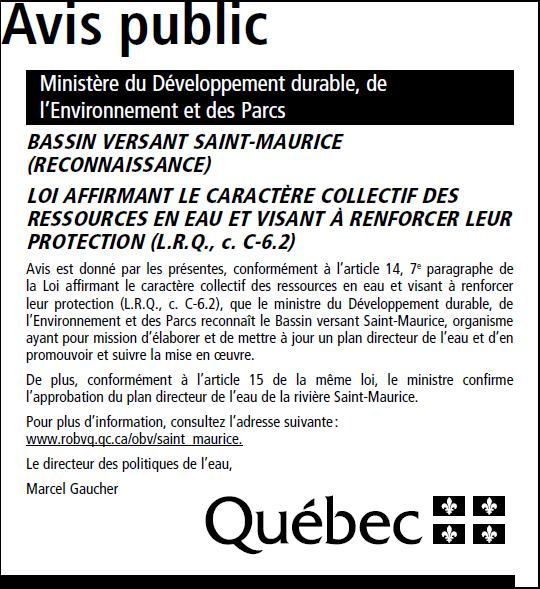 Avis public
Ministère du Développement durable, de
l'Environnement et des Parcs
BASSIN VERSANT SAINT-MAURICE
(RECONNAISSANCE)
LOI AFFIRMANT LE CARACTÈRE COLLECTIF DES
RESSOURCES EN EAU ET VISANT À RENFORCER LEUR
PROTECTION (L.R.Q., c. C-6.2)
Avis est donné par les présentes, conformément à l'article 14, 7e paragraphe de
la Loi affirmant le caractère collectif des ressources en eau et visant à renforcer
leur protection (L.R.Q., c. C-6.2), que le ministre du Développement durable, de
l'Environnement et des Parcs reconnaît le Bassin versant Saint-Maurice, organisme
ayant pour mission d'élaborer et de mettre à jour un plan directeur de l'eau et d'en
promouvoir et suivre la mise en œuvre.
De plus, conformément à l'article 15 de la même loi, le ministre confirme
l'approbation du plan directeur de l'eau de la rivière Saint-Maurice.
Pour plus d'information, consultez l'adresse suivante :
www.robvq.qc.ca/obv/saint_maurice.
Le directeur des politiques de l'eau,
Marcel Gaucher
Québec